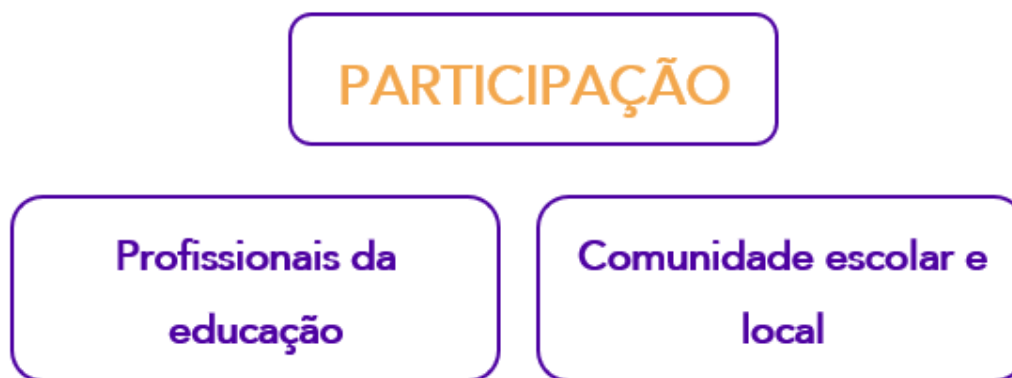 PARTICIPAÇÃO
Profissionais da
educação
Comunidade escolar e
local